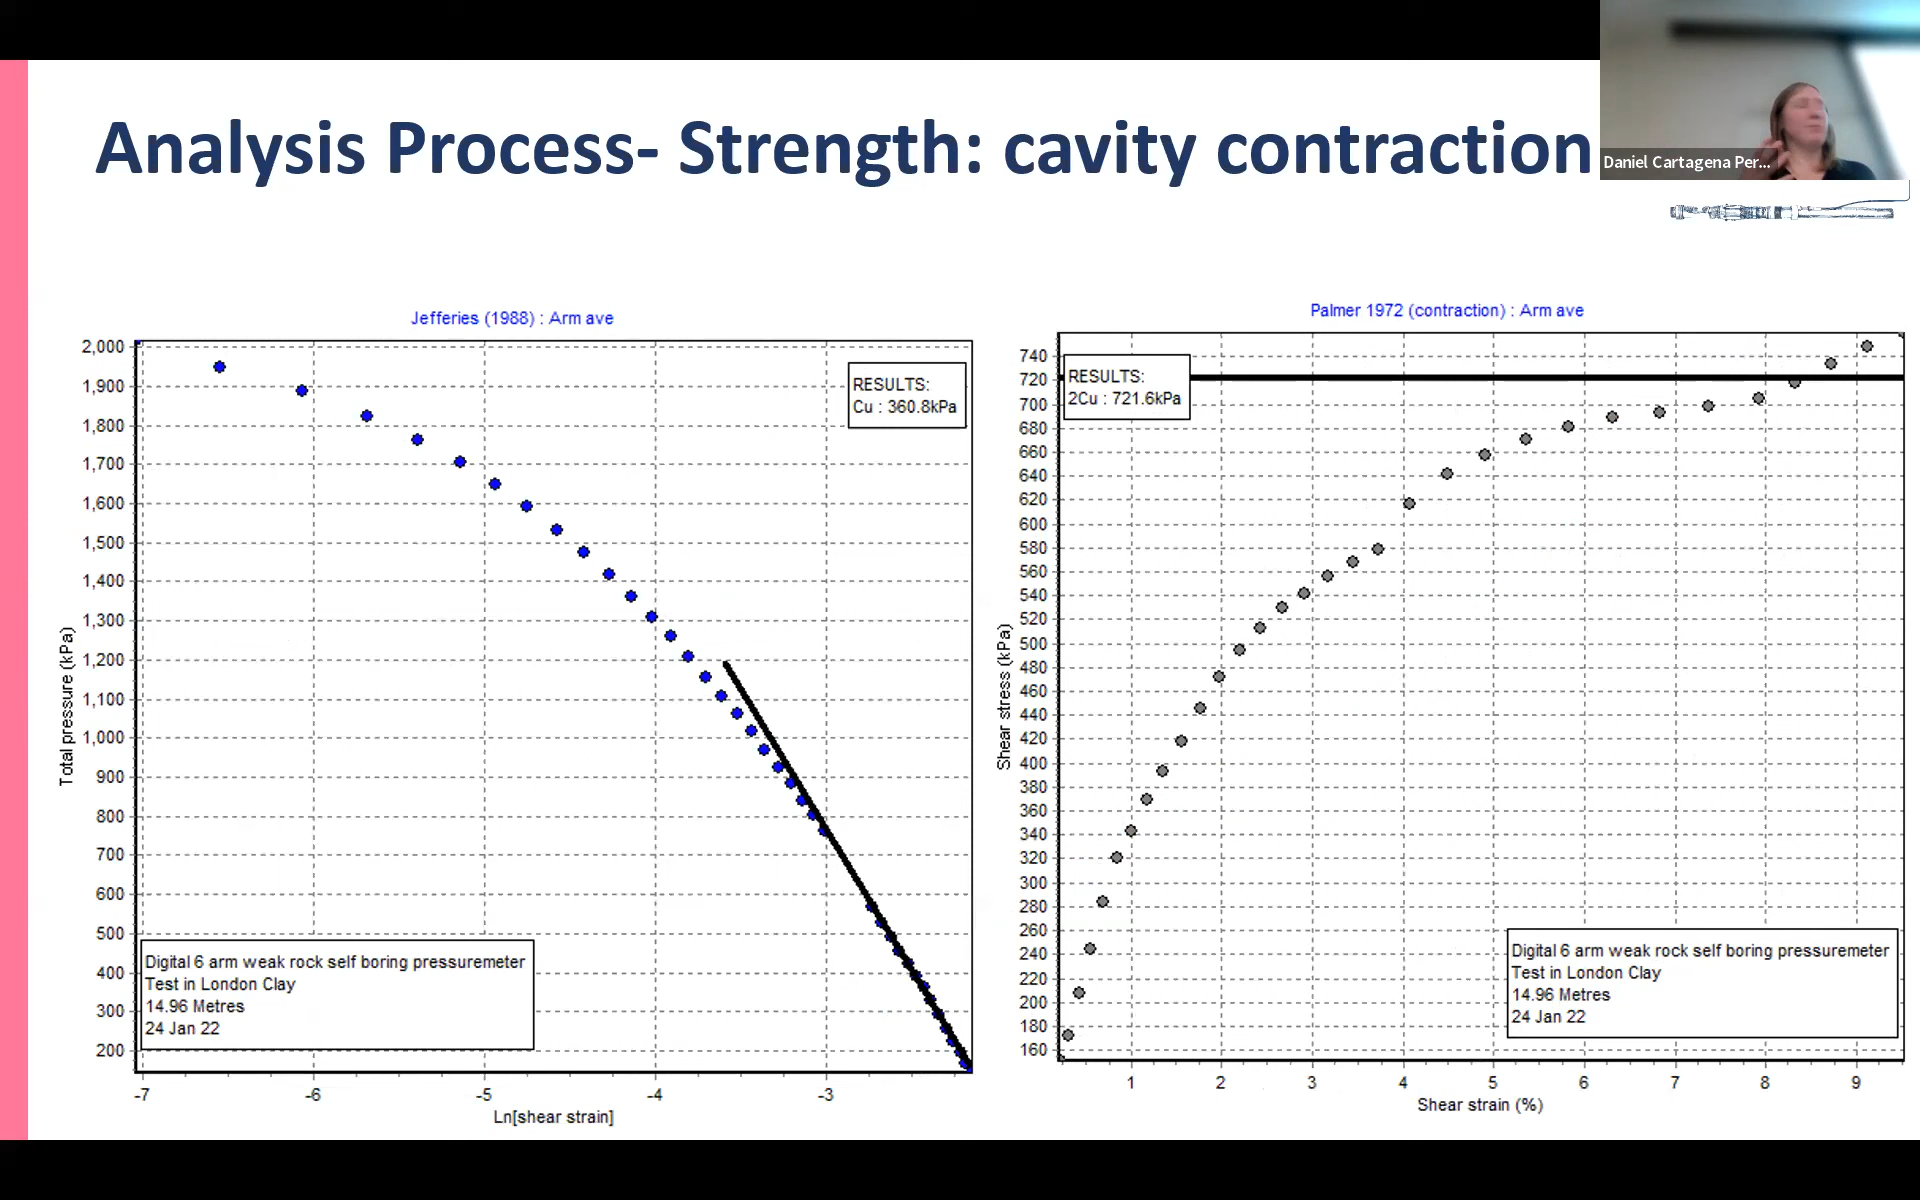 Analysis Process- Strength: cavity contraction
Daniel Cartagena Per...
Jefferies (1988) : Arm ave
Total pressure (kPa)
2,000
1,900
1,800
1,700
1,600
1,500
1,400
1,300
1,200
1,100
1,000
900
800
700
600
500
400
300
200
RESULTS:
Cu : 360.8kPa
Digital 6 arm weak rock self boring pressuremeter
Test in London Clay
14.96 Metres
24 Jan 22
-7 -6 -5 -4 -3
Ln[shear strain]
Palmer 1972 (contraction) : Arm ave
Shear stress (kPa)
740
720
700
680
660
640
620
600
580
560
540
520
500
480
460
440
420
400
380
360
340
320
300
280
260
240
220
200
180
160
RESULTS:
2Cu : 721.6kPa
Digital 6 arm weak rock self boring pressuremeter
Test in London Clay
14.96 Metres
24 Jan 22
1 2 3 4 5 6 7 8 9
Shear strain (%)